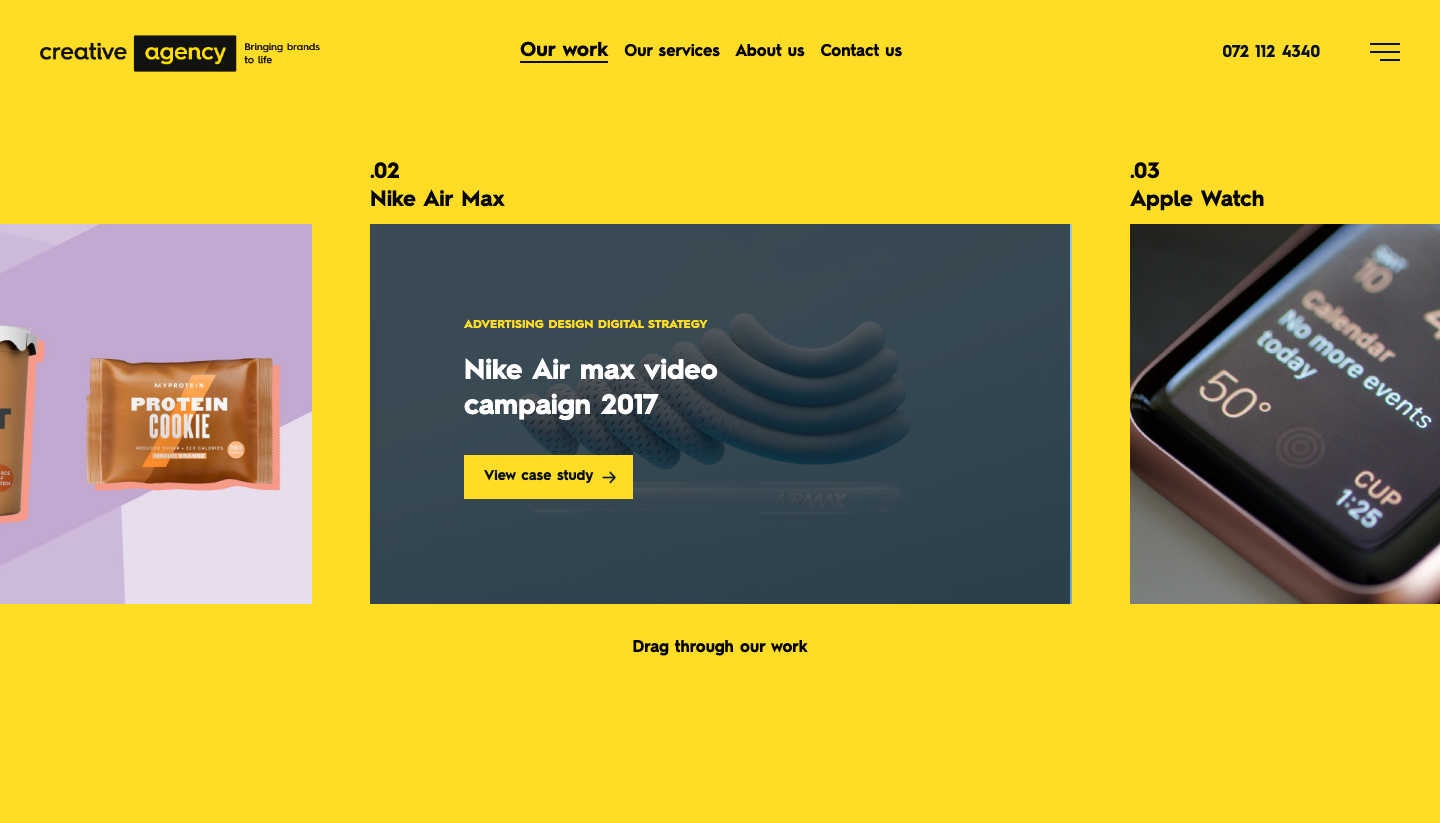 creative agency Bringing brands
to life
Our work Our services About us Contact us
072 112 4340
.02
Nike Air Max
.03
Apple Watch
MYPROTEIN
PROTEIN
COOKIE
ADVERTISING DESIGN DIGITAL STRATEGY
Nike Air max video
campaign 2017
View case study →
AIRMAX
10
Calendar
No more events
today
50°
CUP
1:25
Drag through our work